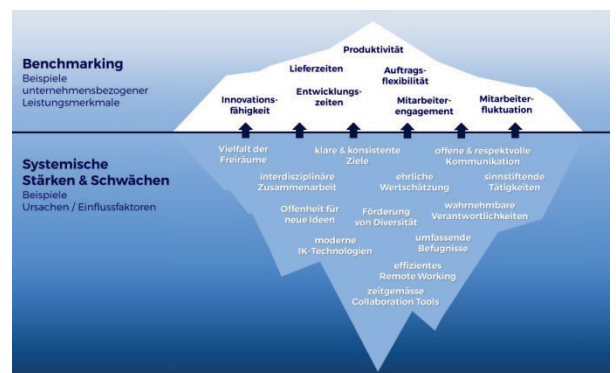 Benchmarking
Beispiele
unternehmensbezogener
Leistungsmerkmale
Produktivität
Lieferzeiten
Auftrags-
flexibilität
Innovations-
fähigkeit
Entwicklungs-
zeiten
Mitarbeiter-
engagement
Mitarbeiter-
fluktuation
Systemische
Stärken & Schwächen
Beispiele
Ursachen / Einflussfaktoren
Vielfalt der
Freiräume
klare & konsistente
Ziele
offene & respektvolle
Kommunikation
interdisziplinäre
Zusammenarbeit
ehrliche
Wertschätzung
sinnstiftende
Tätigkeiten
Offenheit für
neue Ideen
Förderung
von Diversität
wahrnehmbare
Verantwortlichkeiten
moderne
IK-Technologien
umfassende
Befugnisse
effizientes
Remote Working
zeitgemässe
Collaboration Tools